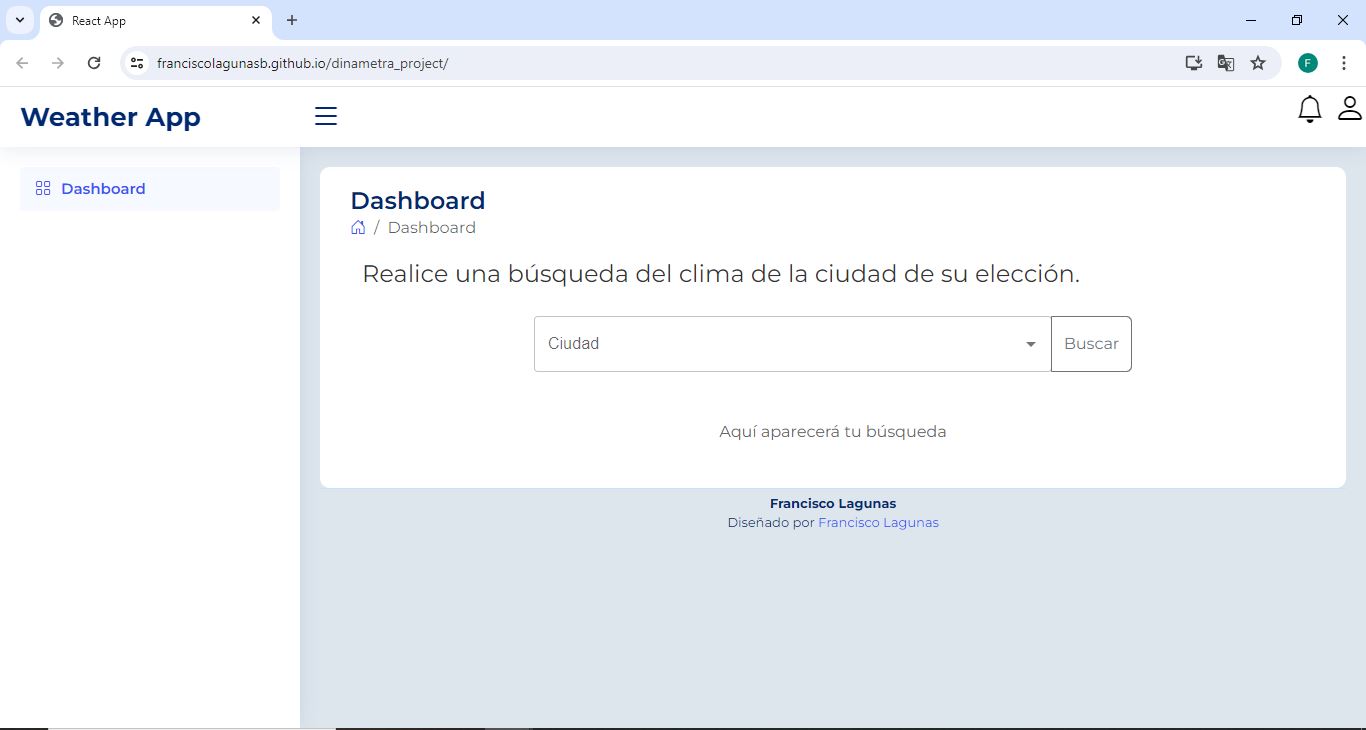 React App
franciscolagunasb.github.io/dinametra_project/
F
Weather App
Dashboard
Dashboard
/ Dashboard
Realice una búsqueda del clima de la ciudad de su elección.
Ciudad
Buscar
Aquí aparecerá tu búsqueda
Francisco Lagunas
Diseñado por Francisco Lagunas